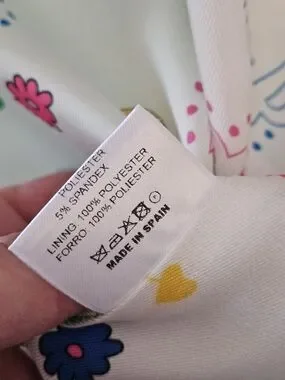 POLIESTER
5% SPANDEX
LINING 100% POLYESTER
FORRO 100% POLIESTER
MADE IN SPAIN